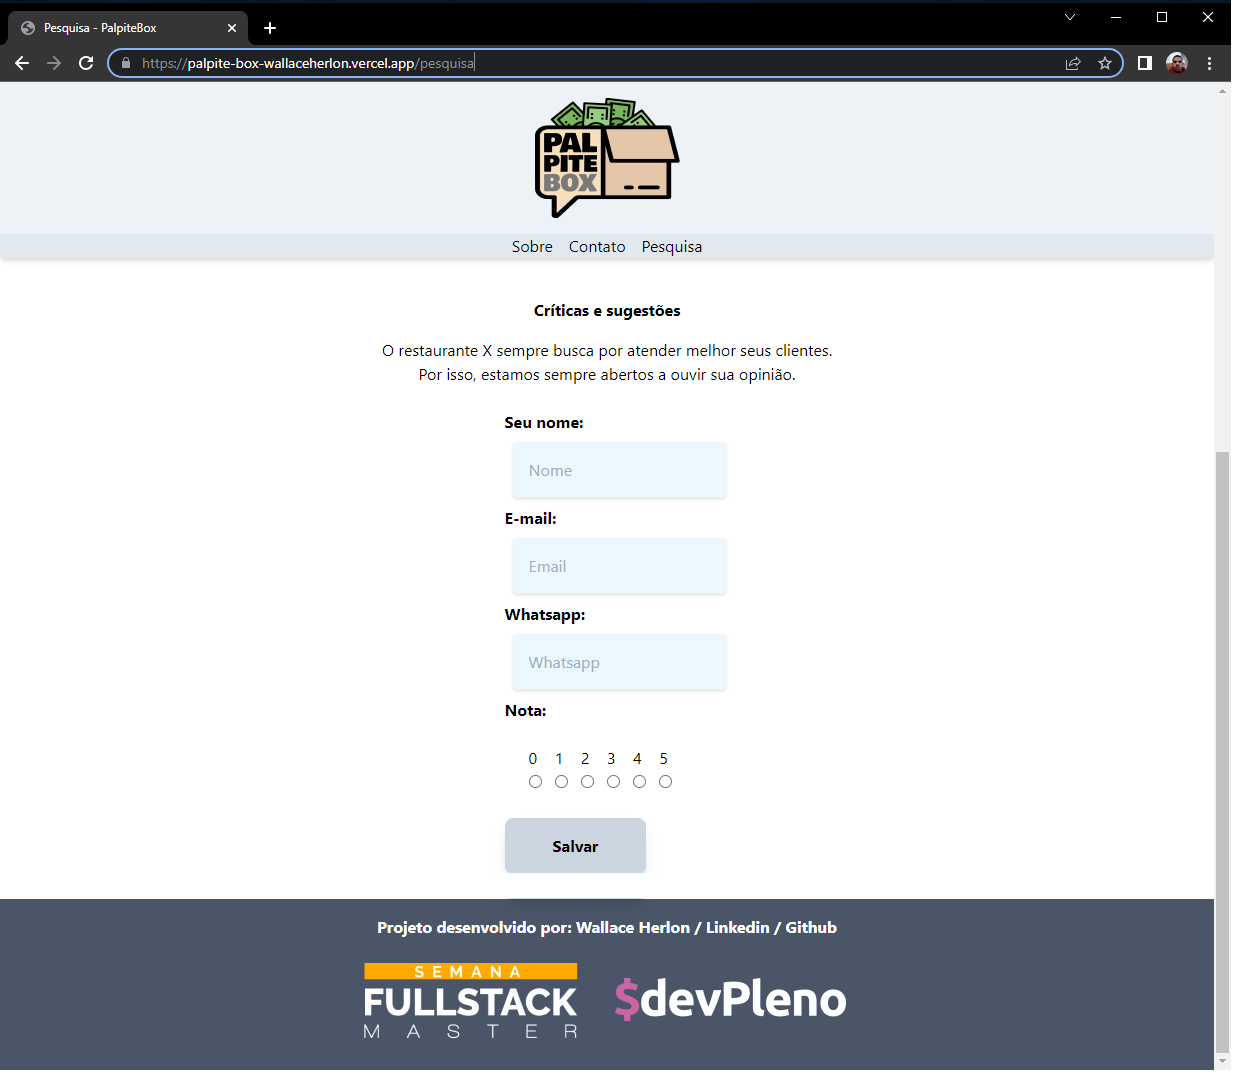 Pesquisa - PalpiteBox
https://palpite-box-wallaceherlon.vercel.app/pesquisa
PAL
PITE
BOX
Sobre Contato Pesquisa
Críticas e sugestões
O restaurante X sempre busca por atender melhor seus clientes.
Por isso, estamos sempre abertos a ouvir sua opinião.
Seu nome:
Nome
E-mail:
Email
Whatsapp:
Whatsapp
Nota:
0 1 2 3 4 5
Salvar
Projeto desenvolvido por: Wallace Herlon / Linkedin / Github
SEMANA
FULLSTACK
MASTER
$devPleno